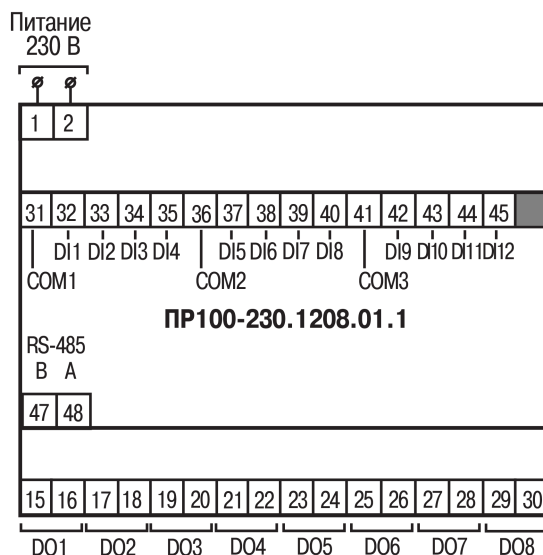 Питание
230 В
1 2
31 32 33 34 35 36 37 38 39 40 41 42 43 44 45
DI1 DI2 DI3 DI4 DI5 DI6 DI7 DI8 DI9 DI10 DI11 DI12
COM1 COM2 COM3
ПР100-230.1208.01.1
RS-485
B A
47 48
15 16 17 18 19 20 21 22 23 24 25 26 27 28 29 30
DO1 DO2 DO3 DO4 DO5 DO6 DO7 DO8